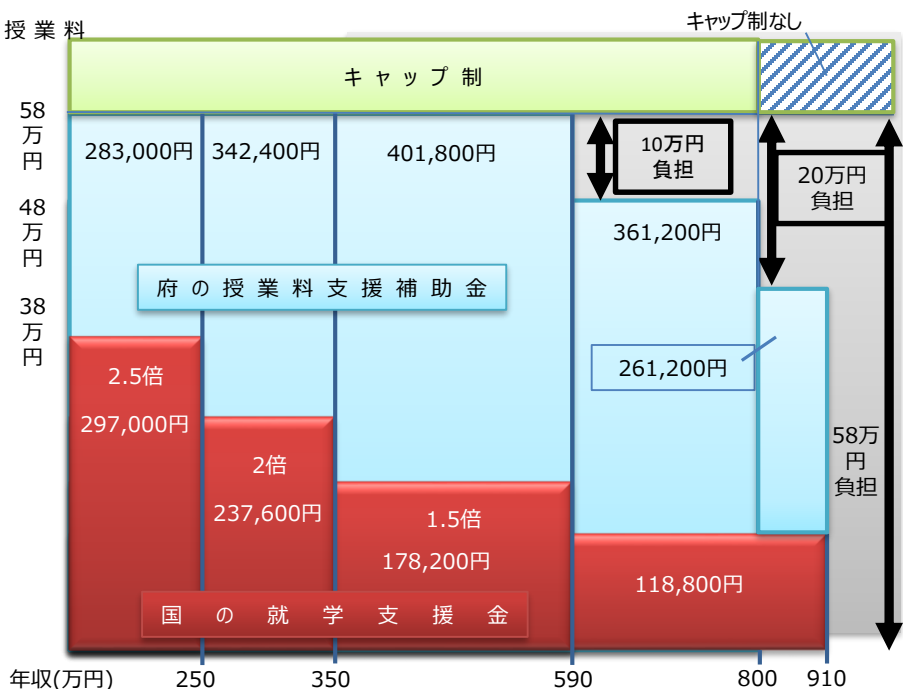 授業料
キャップ制なし
キャップ制
58
万
円
283,000円
342,400円
401,800円
10万円
負担
20万円
負担
48
万
円
361,200円
府の授業料支援補助金
38
万
円
261,200円
2.5倍
297,000円
2倍
237,600円
1.5倍
178,200円
58万
円
負担
118,800円
国の就学支援金
年収(万円)
250
350
590
800
910